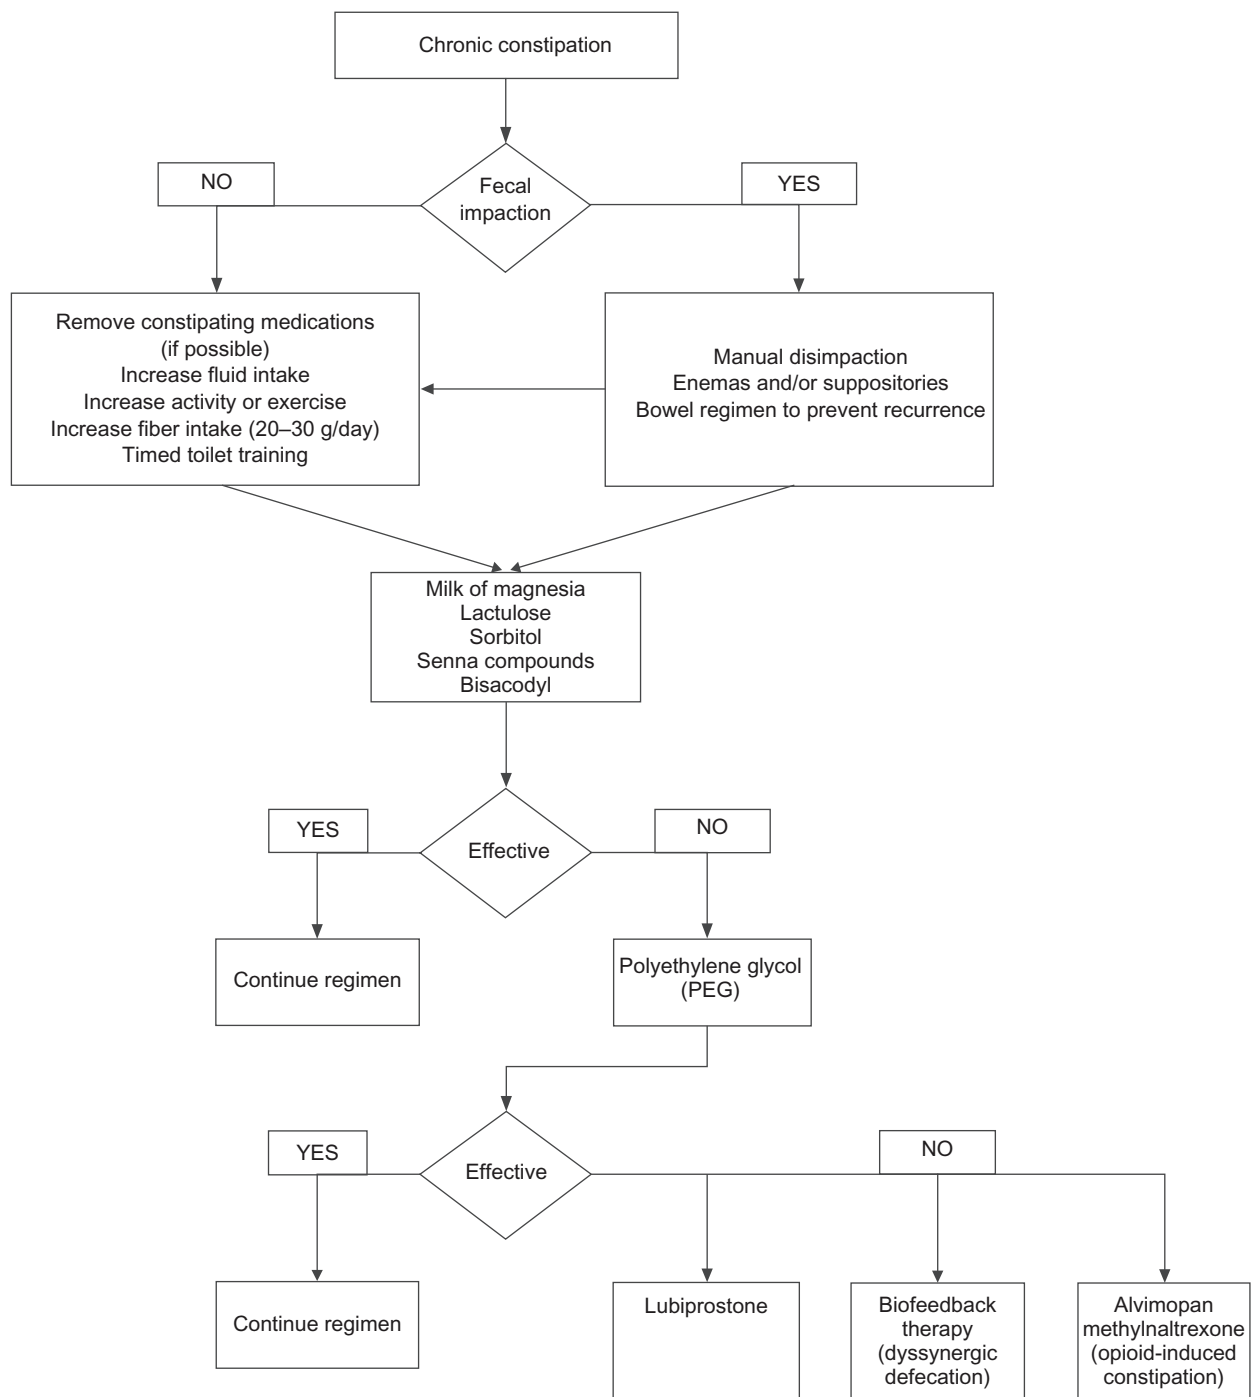 Chronic constipation
NO
Fecal
impaction
YES
Remove constipating medications
(if possible)
Increase fluid intake
Increase activity or exercise
Increase fiber intake (20–30 g/day)
Timed toilet training
Manual disimpaction
Enemas and/or suppositories
Bowel regimen to prevent recurrence
Milk of magnesia
Lactulose
Sorbitol
Senna compounds
Bisacodyl
YES
Effective
NO
Continue regimen
Polyethylene glycol
(PEG)
YES
Effective
NO
Continue regimen
Lubiprostone
Biofeedback
therapy
(dyssynergic
defecation)
Alvimopan
methylnaltrexone
(opioid-induced
constipation)